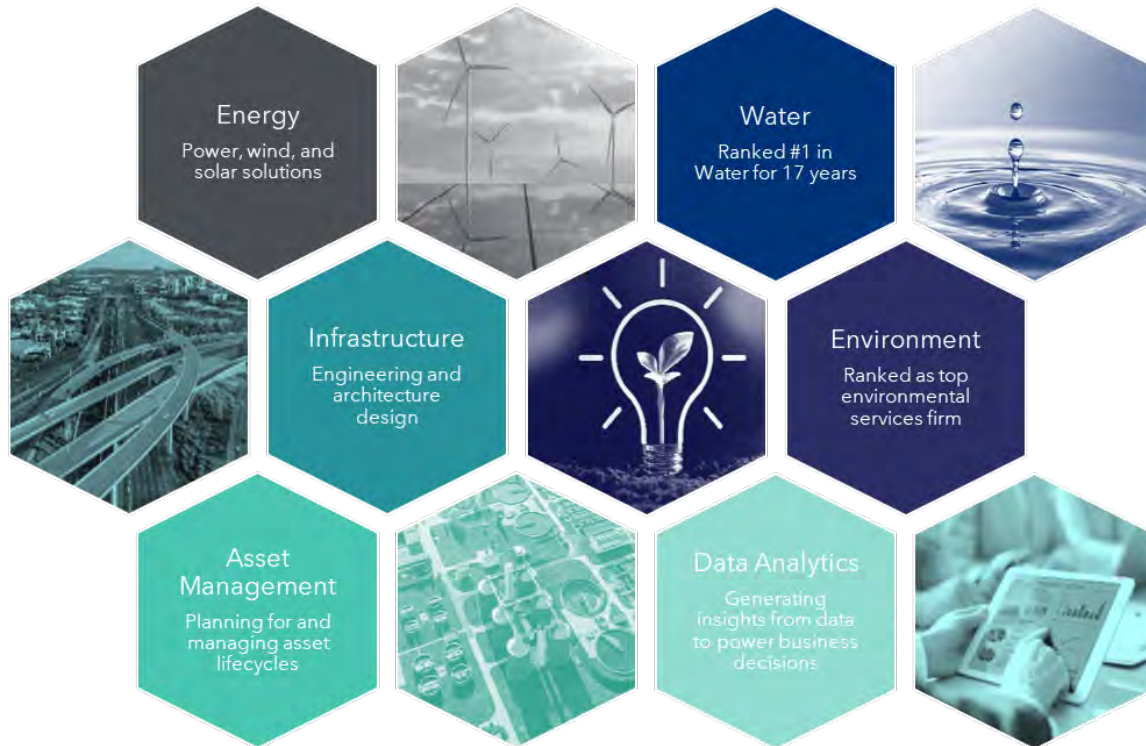 Energy
Power, wind, and
solar solutions
Water
Ranked #1 in
Water for 17 years
Infrastructure
Engineering and
architecture
design
Environment
Ranked as top
environmental
services firm
Asset
Management
Planning for and
managing asset
lifecycles
Data Analytics
Generating
insights from data
to power business
decisions